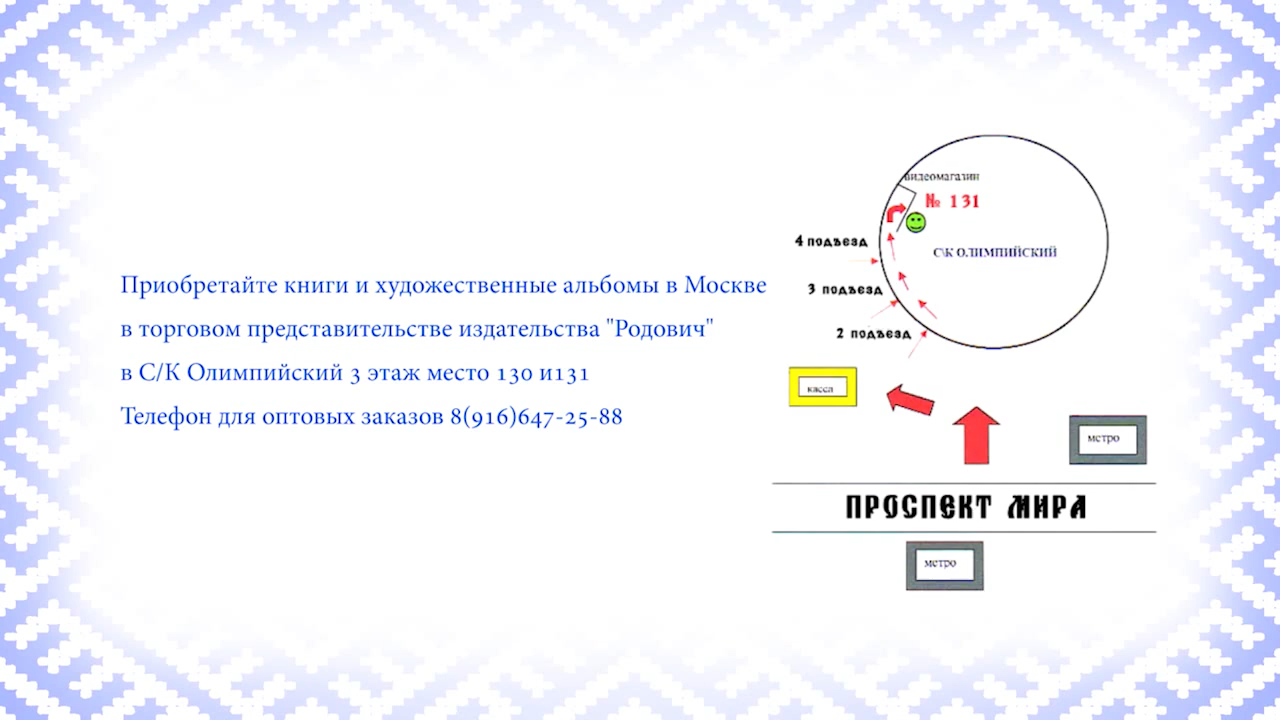 Приобретайте книги и художественные альбомы в Москве
в торговом представительстве издательства "Родович"
в С/К Олимпийский 3 этаж место 130 и131
Телефон для оптовых заказов 8(916)647-25-88
видеомагазин
№ 131
4 подъезд
С\К ОЛИМПИЙСКИЙ
3 подъезд
2 подъезд
касса
метро
ПРОСПЕКТ МИРА
метро